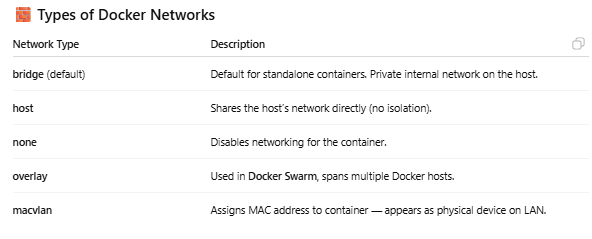 Types of Docker Networks
Network Type Description
bridge (default) Default for standalone containers. Private internal network on the host.
host Shares the host's network directly (no isolation).
none Disables networking for the container.
overlay Used in Docker Swarm, spans multiple Docker hosts.
macvlan Assigns MAC address to container — appears as physical device on LAN.